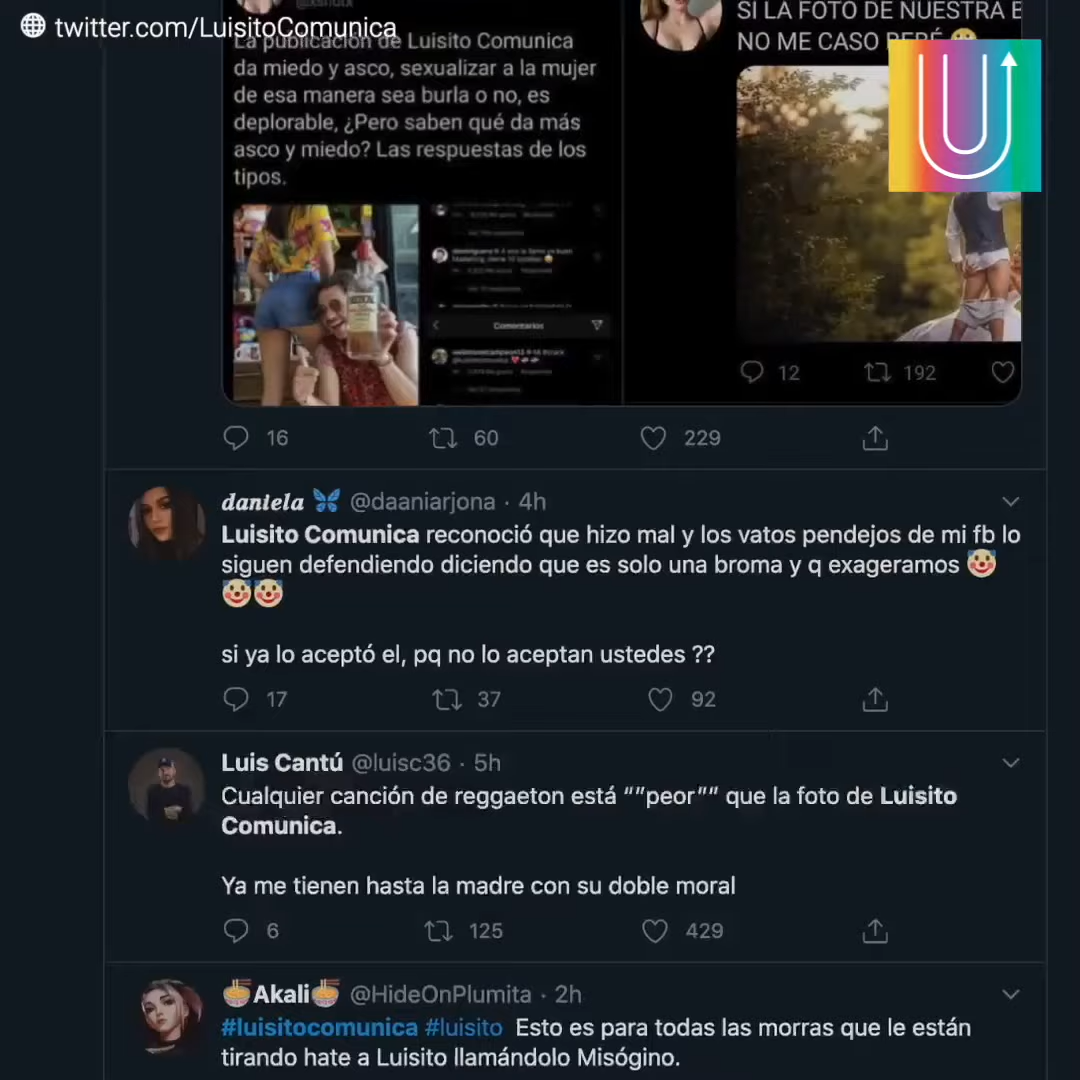 twitter.com/LuisitoComunica
La publicación de Luisito Comunica
da miedo y asco, sexualizar a la mujer
de esa manera sea burla o no, es
deplorable, ¿Pero saben qué da más
asco y miedo? Las respuestas de los
tipos.
Comentarios
SI LA FOTO DE NUESTRA
NO ME CASO BEBÉ
U
12 192
16 60 229
daniela 🦋 @daaniarjona · 4h
Luisito Comunica reconoció que hizo mal y los vatos pendejos de mi fb lo
siguen defendiendo diciendo que es solo una broma y q exageramos 🤡
🤡🤡
si ya lo aceptó el, pq no lo aceptan ustedes ??
17 37 92
Luis Cantú @luisc36 · 5h
Cualquier canción de reggaeton está “”peor”” que la foto de Luisito
Comunica.
Ya me tienen hasta la madre con su doble moral
6 125 429
🍜Akali🍜 @HideOnPlumita · 2h
#luisitocomunica #luisito Esto es para todas las morras que le están
tirando hate a Luisito llamándolo Misógino.